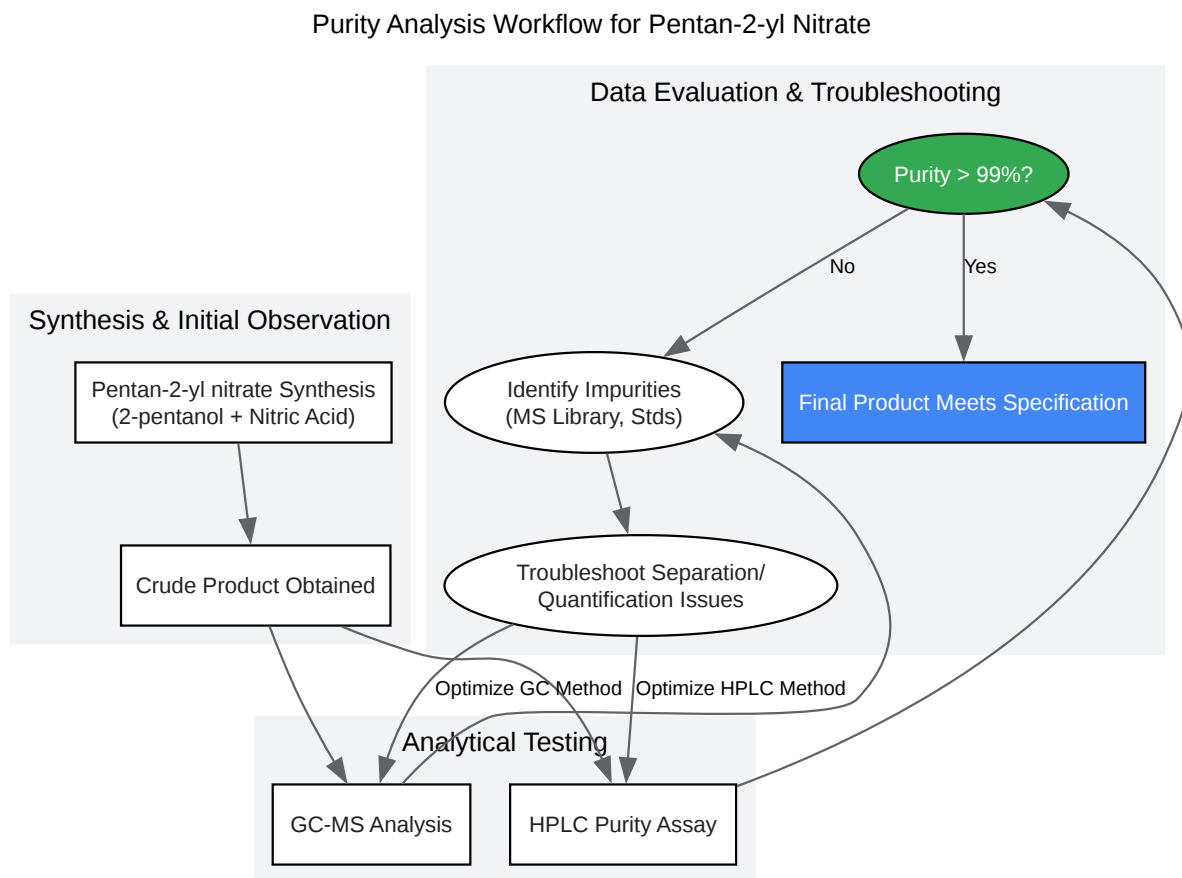 Purity Analysis Workflow for Pentan-2-yl Nitrate
Data Evaluation & Troubleshooting
Purity > 99%?
No
Yes
Synthesis & Initial Observation
Pentan-2-yl nitrate Synthesis
(2-pentanol + Nitric Acid)
Identify Impurities
(MS Library, Stds)
Final Product Meets Specification
Crude Product Obtained
Troubleshoot Separation/
Quantification Issues
Optimize GC Method
Optimize HPLC Method
Analytical Testing
GC-MS Analysis
HPLC Purity Assay